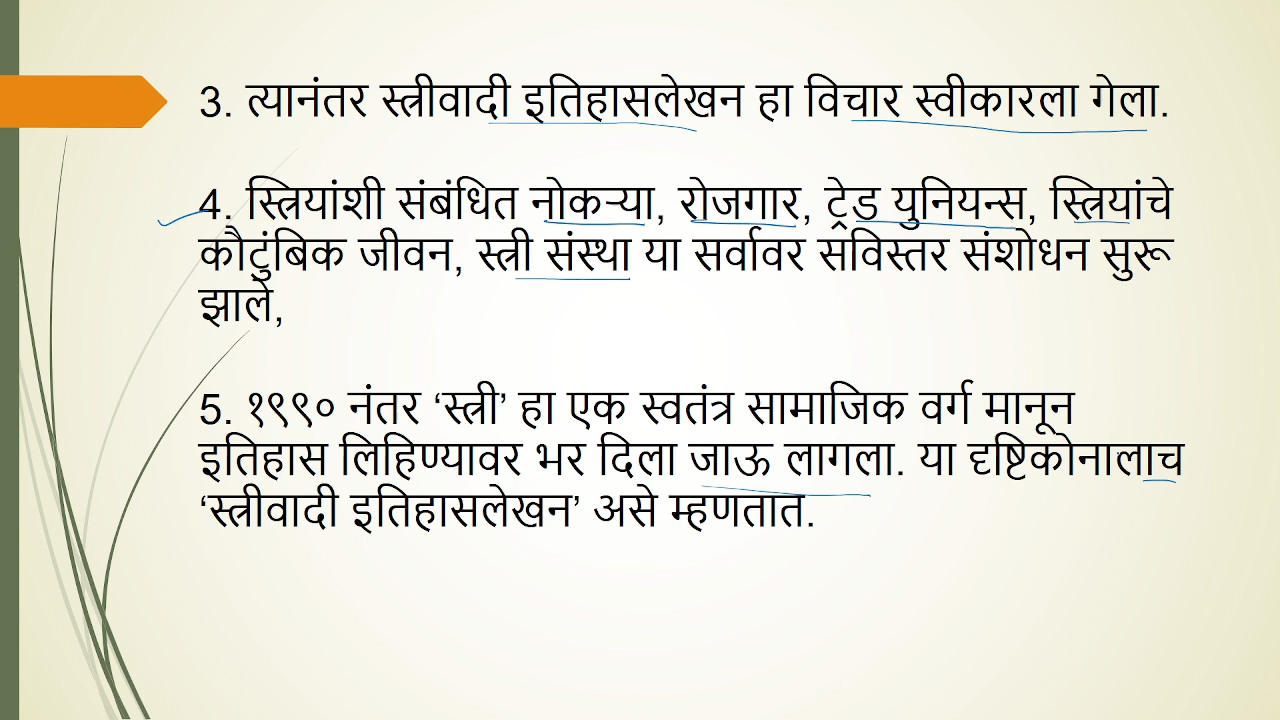 3. त्यानंतर स्त्रीवादी इतिहासलेखन हा विचार स्वीकारला गेला.
4. स्त्रियांशी संबंधित नोकऱ्या, रोजगार, ट्रेड युनियन्स, स्त्रियांचे
कौटुंबिक जीवन, स्त्री संस्था या सर्वावर सविस्तर संशोधन सुरू
झाले,
5. १९९० नंतर ‘स्त्री’ हा एक स्वतंत्र सामाजिक वर्ग मानून
इतिहास लिहिण्यावर भर दिला जाऊ लागला. या दृष्टिकोनालाच
‘स्त्रीवादी इतिहासलेखन’ असे म्हणतात.